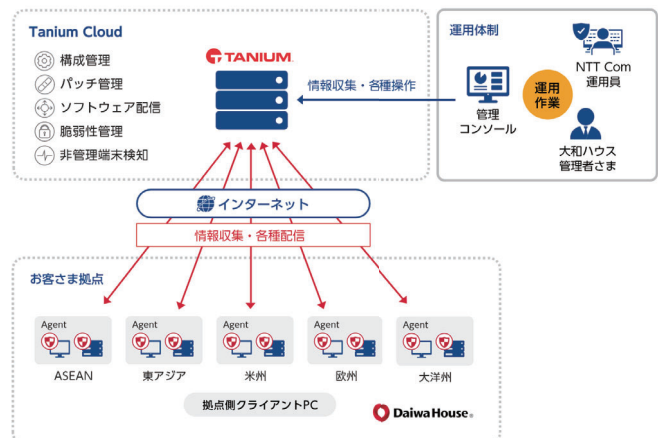 Tanium Cloud
構成管理
パッチ管理
ソフトウェア配信
脆弱性管理
非管理端末検知
TANIUM
情報収集・各種操作
運用体制
NTT Com
運用員
管理
コンソール
運用
作業
大和ハウス
管理者さま
インターネット
情報収集・各種配信
お客さま拠点
Agent
Agent
Agent
Agent
Agent
ASEAN
東アジア
米州
欧州
大洋州
拠点側クライアントPC
Daiwa House®